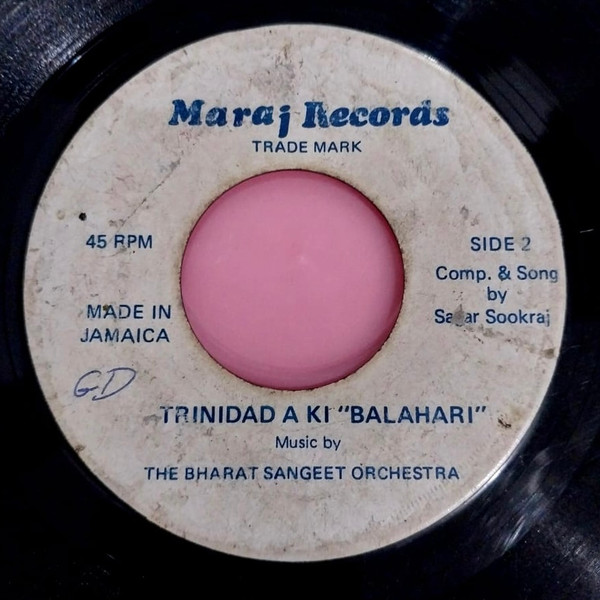 Maraj Records
TRADE MARK
45 RPM
SIDE 2
Comp. & Song
by
Sagar Sookraj
MADE IN
JAMAICA
GD
TRINIDAD A KI "BALAHARI"
Music by
THE BHARAT SANGEET ORCHESTRA